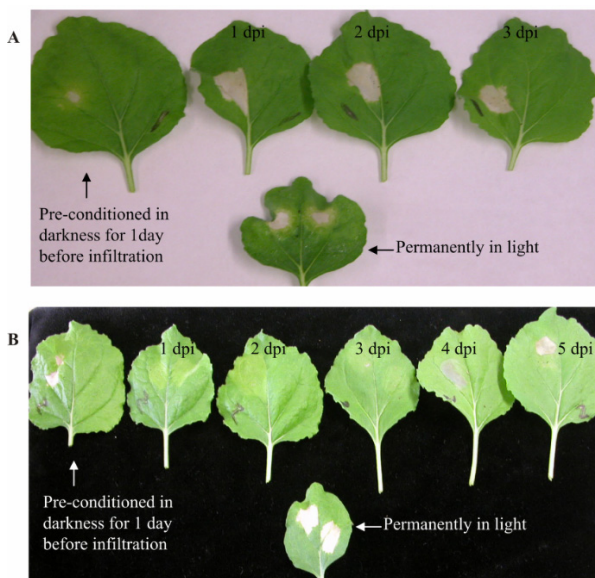 A
1 dpi
2 dpi
3 dpi
Pre-conditioned in
darkness for 1day
before infiltration
Permanently in light
B
1 dpi
2 dpi
3 dpi
4 dpi
5 dpi
Pre-conditioned in
darkness for 1 day
before infiltration
Permanently in light